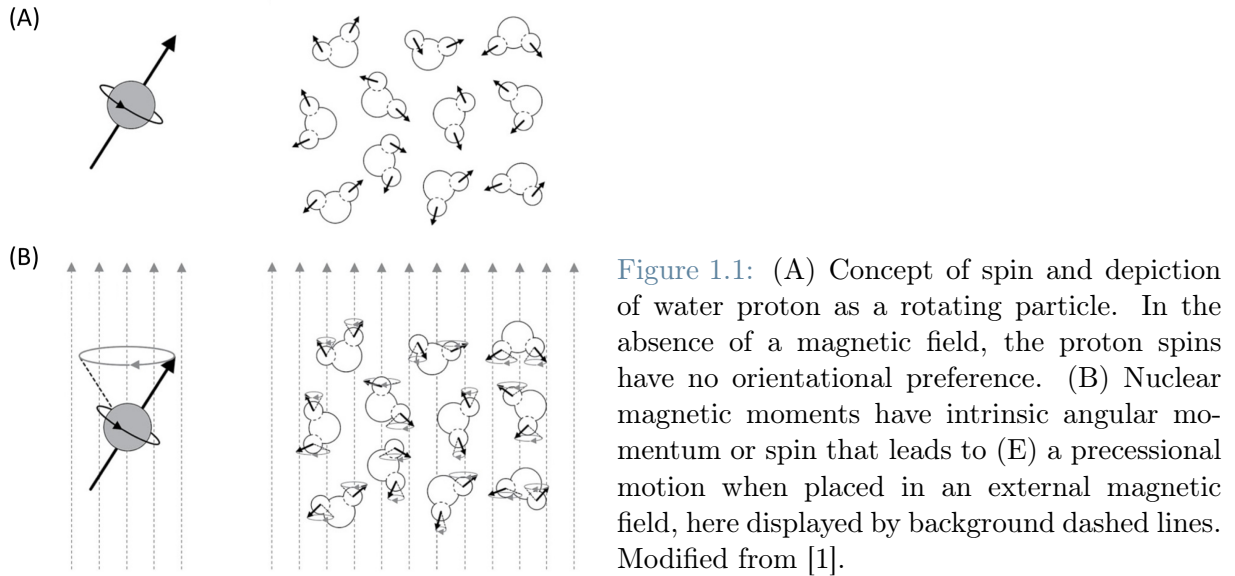 (A)
(B)
Figure 1.1: (A) Concept of spin and depiction
of water proton as a rotating particle. In the
absence of a magnetic field, the proton spins
have no orientational preference. (B) Nuclear
magnetic moments have intrinsic angular mo-
mentum or spin that leads to (E) a precessional
motion when placed in an external magnetic
field, here displayed by background dashed lines.
Modified from [1].